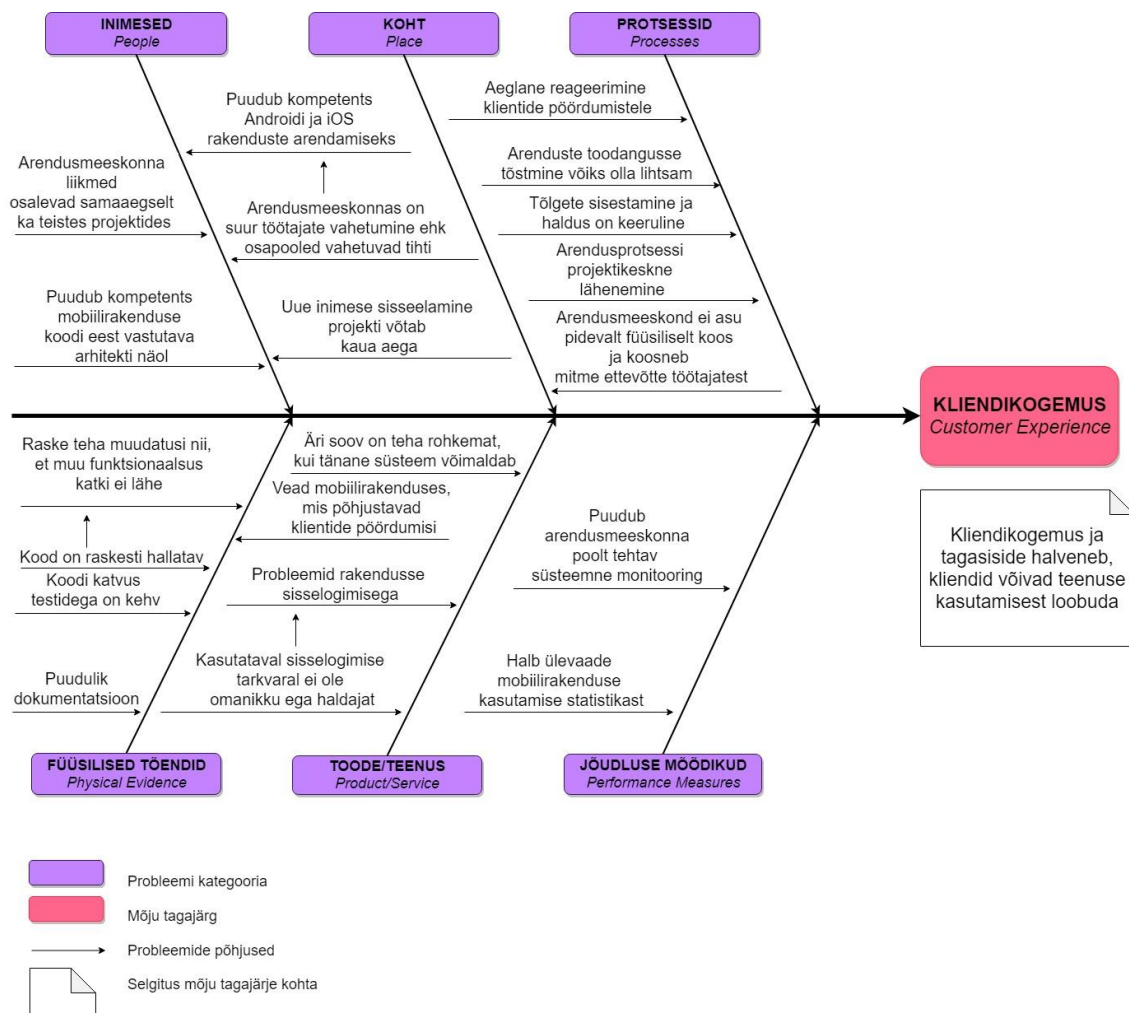 INIMESED
People
KOHT
Place
PROTSESSID
Processes
Puudub kompetents
Androidi ja iOS
rakenduste arendamiseks
Arendusmeeskonna
liikmed
osalevad samaaegselt
ka teistes projektides
Arendusmeeskonnas on
suur töötajate vahetumine ehk
osapooled vahetuvad tihti
Puudub kompetents
mobiilirakenduse
koodi eest vastutava
arhitekti näol
Uue inimese sisseelamine
projekti võtab
kaua aega
Aeglane reageerimine
klientide pöördumistele
Arenduste toodangusse
tõstmine võiks olla lihtsam
Tõlgete sisestamine ja
haldus on keeruline
Arendusprotsessi
projektikeskne
lähenemine
Arendusmeeskond ei asu
pidevalt füüsiliselt koos
ja koosneb
mitme ettevõtte töötajatest
KLIENDIKOGEMUS
Customer Experience
Raske teha muudatusi nii,
et muu funktsionaalsus
katki ei lähe
Kood on raskesti hallatav
Koodi katvus
testidega on kehv
Puudulik
dokumentatsioon
Äri soov on teha rohkemat,
kui tänane süsteem võimaldab
Vead mobiilirakenduses,
mis põhjustavad
klientide pöördumisi
Probleemid rakendusse
sisselogimisega
Kasutataval sisselogimise
tarkvaral ei ole
omanikku ega haldajat
Puudub
arendusmeeskonna
poolt tehtav
süsteemne monitooring
Halb ülevaade
mobiilirakenduse
kasutamise statistikast
Kliendikogemus ja
tagasiside halveneb,
kliendid võivad teenuse
kasutamisest loobuda
FÜÜSILISED TÕENDID
Physical Evidence
TOODE/TEENUS
Product/Service
JÕUDLUSE MÕÕDIKUD
Performance Measures
Probleemi kategooria
Mõju tagajärg
Probleemide põhjused
Selgitus mõju tagajärje kohta